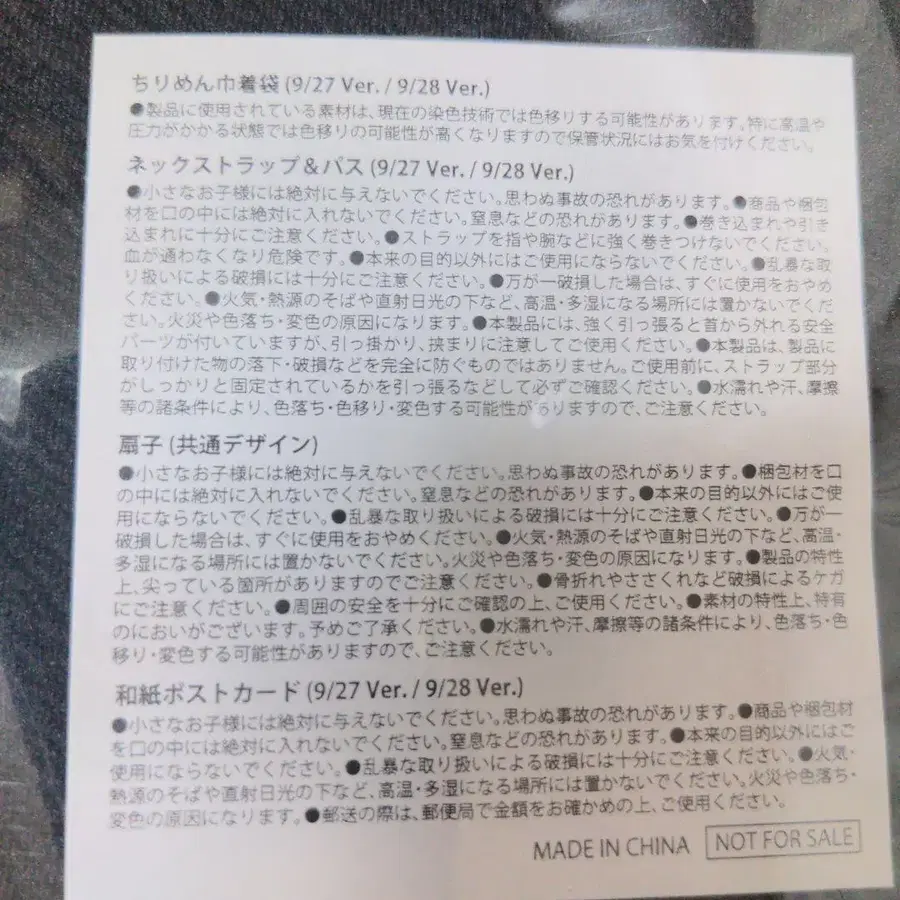 ちりめん巾着袋 (9/27 Ver. / 9/28 Ver.)
●製品に使用されている素材は、現在の染色技術では色移りする可能性があります。特に高温や
圧力がかかる状態では色移りの可能性が高くなりますので保管状況にはお気を付けください。
ネックストラップ&パス (9/27 Ver. / 9/28 Ver.)
●小さなお子様には絶対に与えないでください。思わぬ事故の恐れがあります。●商品や梱包
材を口の中には絶対に入れないでください。窒息などの恐れがあります。●巻き込まれや引き
込まれに十分にご注意ください。●ストラップを指や腕などに強く巻きつけないでください。
血が通わなくなり危険です。●本来の目的以外にはご使用にならないでください。●乱暴な取
り扱いによる破損には十分にご注意ください。●万が一破損した場合は、すぐに使用をおやめ
ください。●火気・熱源のそばや直射日光の下など、高温・多湿になる場所には置かないでくだ
さい。火災や色落ち・変色の原因になります。●本製品には、強く引っ張ると首から外れる安全
パーツが付いていますが、引っ掛かり、挟まりに注意してご使用ください。●本製品は、製品に
取り付けた物の落下・破損などを完全に防ぐものではありません。ご使用前に、ストラップ部分
がしっかりと固定されているかを引っ張るなどして必ずご確認ください。●水濡れや汗、摩擦
等の諸条件により、色落ち・色移り・変色する可能性がありますので、ご注意ください。
扇子 (共通デザイン)
●小さなお子様には絶対に与えないでください。思わぬ事故の恐れがあります。●梱包材を口
の中には絶対に入れないでください。窒息などの恐れがあります。●本来の目的以外にはご使
用にならないでください。●乱暴な取り扱いによる破損には十分にご注意ください。●万が一
破損した場合は、すぐに使用をおやめください。●火気・熱源のそばや直射日光の下など、高温・
多湿になる場所には置かないでください。火災や色落ち・変色の原因になります。●製品の特性
上、尖っている箇所がありますのでご注意ください。●骨折れやささくれなど破損によるケガ
にご注意ください。●周囲の安全を十分にご確認の上、ご使用ください。●素材の特性上、特有
のにおいがございます。予めご了承ください。●水濡れや汗、摩擦等の諸条件により、色落ち・色
移り・変色する可能性がありますので、ご注意ください。
和紙ポストカード (9/27 Ver. / 9/28 Ver.)
●小さなお子様には絶対に与えないでください。思わぬ事故の恐れがあります。●商品や梱包材
を口の中には絶対に入れないでください。窒息などの恐れがあります。●本来の目的以外にはご
使用にならないでください。●乱暴な取り扱いによる破損には十分にご注意ください。●火気・
熱源のそばや直射日光の下など、高温・多湿になる場所には置かないでください。火災や色落ち・
変色の原因になります。●郵送の際は、郵便局で金額をお確かめの上、ご使用ください。
MADE IN CHINA NOT FOR SALE